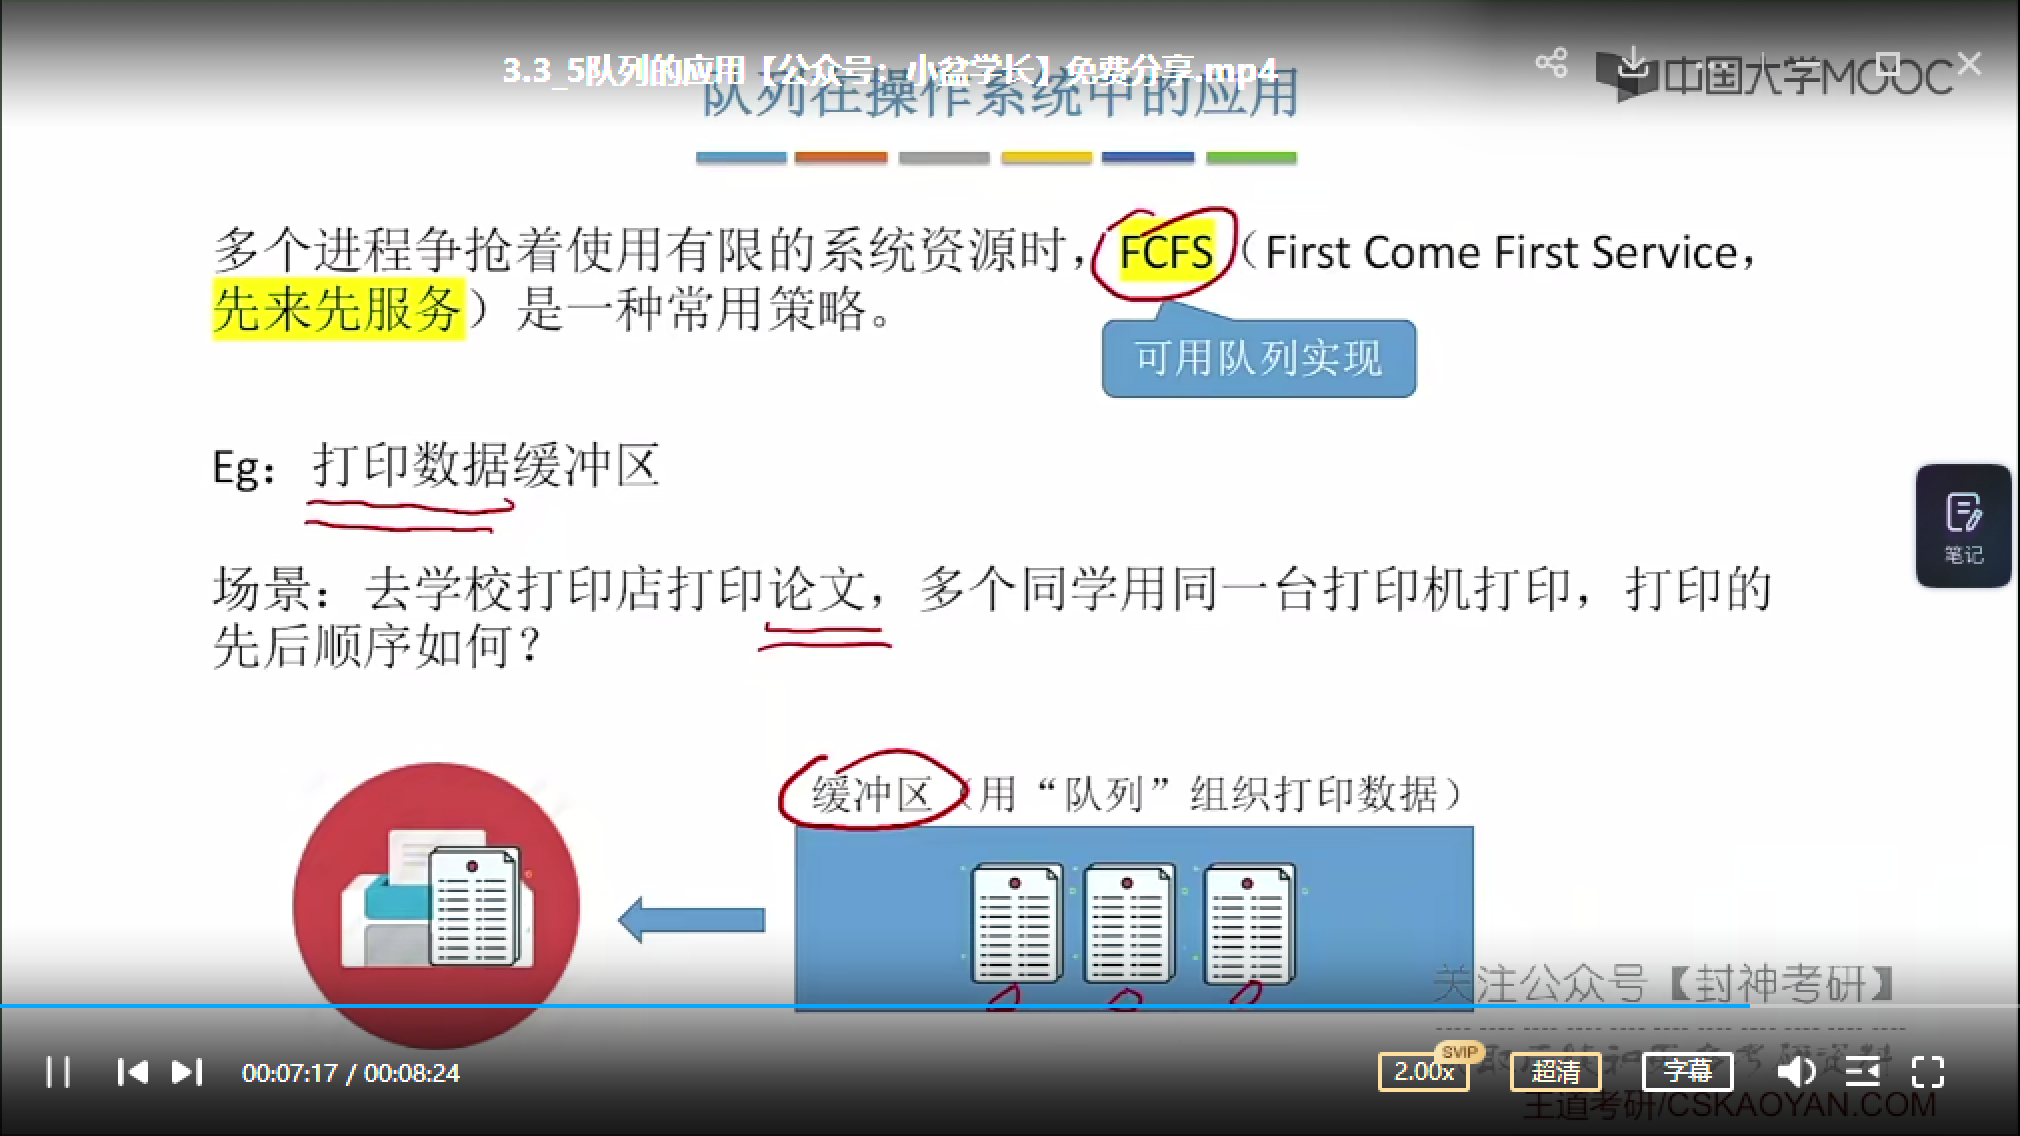 3.3_5队列的应用【公众号：小盆学长】免费分享.mp4
中国大学MOOC
队列在操作系统中的应用
多个进程争抢着使用有限的系统资源时，FCFS（First Come First Service，
先来先服务）是一种常用策略。
可用队列实现
Eg：打印数据缓冲区
笔记
场景：去学校打印店打印论文，多个同学用同一台打印机打印，打印的
先后顺序如何？
缓冲区（用“队列”组织打印数据）
关注公众号【封神考研】
00:07:17 / 00:08:24
2.00x
SVIP
超清
字幕
王道考研/CSKAOYAN.COM